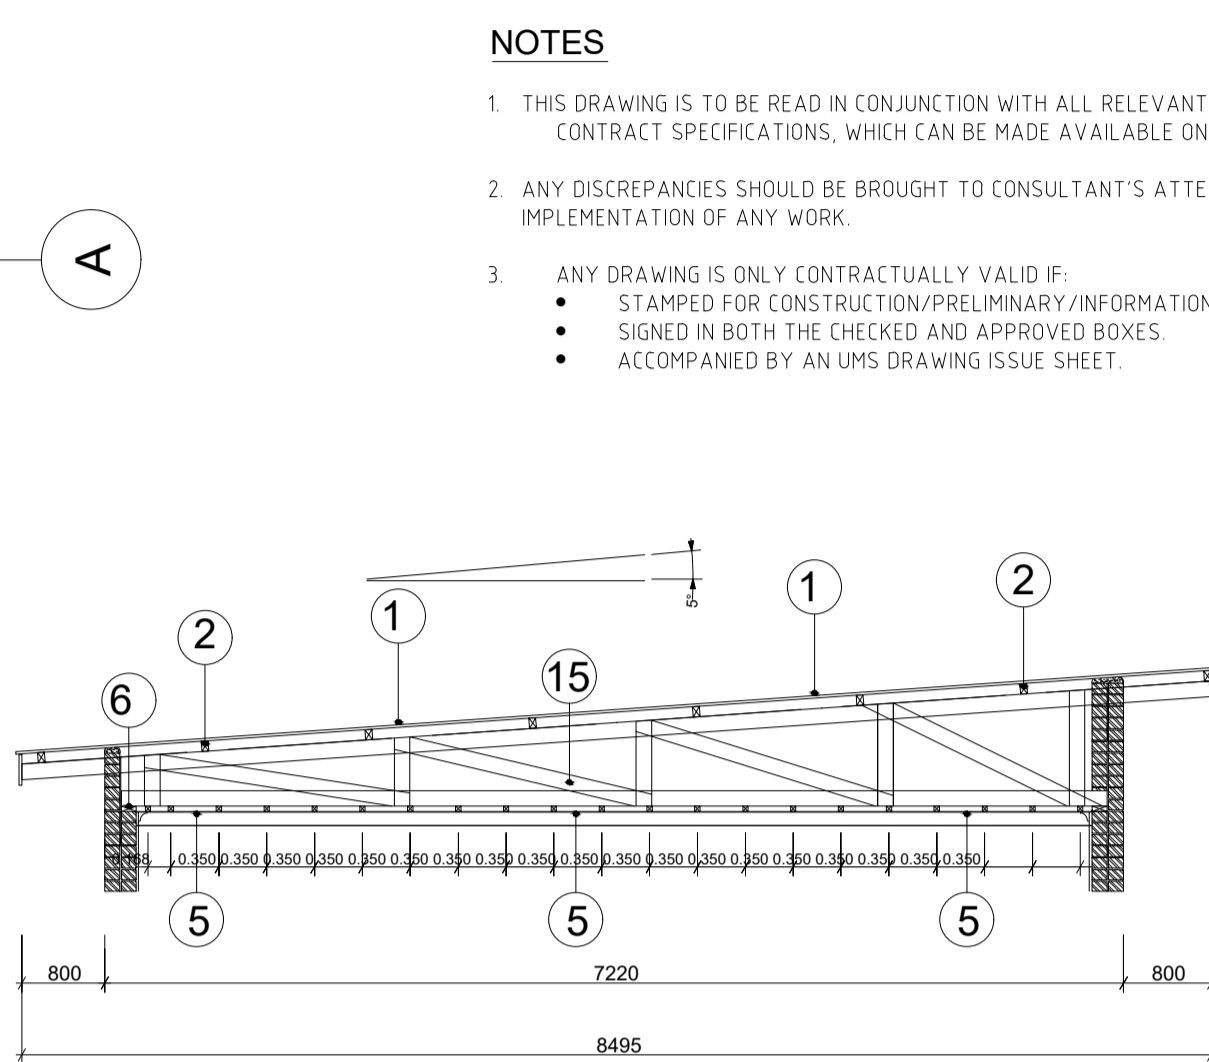 NOTES
1. THIS DRAWING IS TO BE READ IN CONJUNCTION WITH ALL RELEVANT
CONTRACT SPECIFICATIONS, WHICH CAN BE MADE AVAILABLE ON
2. ANY DISCREPANCIES SHOULD BE BROUGHT TO CONSULTANT'S ATTE
IMPLEMENTATION OF ANY WORK.
3. ANY DRAWING IS ONLY CONTRACTUALLY VALID IF:
• STAMPED FOR CONSTRUCTION/PRELIMINARY/INFORMATION
• SIGNED IN BOTH THE CHECKED AND APPROVED BOXES.
• ACCOMPANIED BY AN UMS DRAWING ISSUE SHEET.
A
5°
1
2
1
2
15
6
0.350 0.350 0.350 0.350 0.350 0.350 0.350 0.350 0.350 0.350 0.350 0.350 0.350 0.350 0.350 0.350 0.350 0.350 0.350
5 5 5
800 7220 800
8495